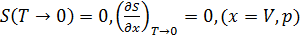 S(T → 0) = 0, (∂S/∂x)_{T→0} = 0, (x = V, p)